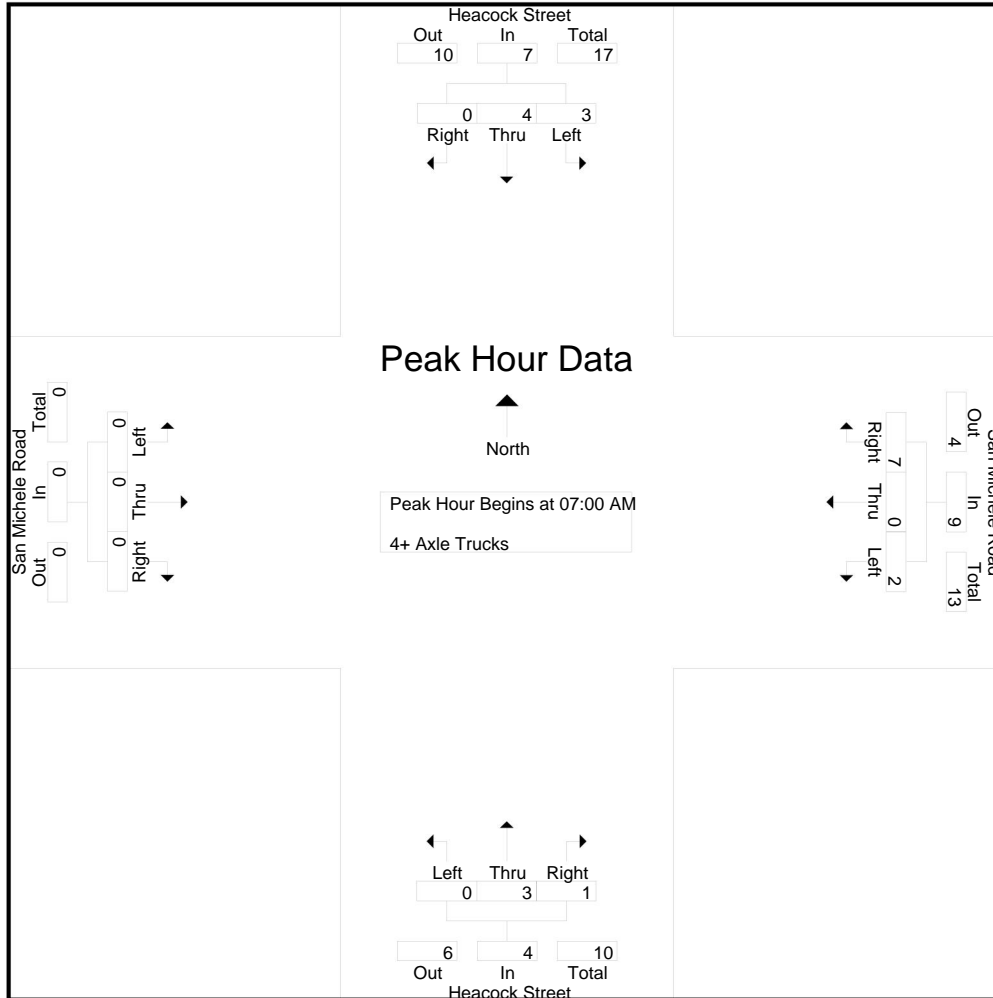 Heacock Street
Out In Total
10 7 17
0 4 3
Right Thru Left
Peak Hour Data
North
Peak Hour Begins at 07:00 AM
4+ Axle Trucks
San Michele Road
Out In Total
0 0 0
0 0 0
Right Thru Left
San Michele Road
Out In Total
4 9 13
7 0 2
Right Thru Left
Left Thru Right
0 3 1
6 4 10
Out In Total
Heacock Street